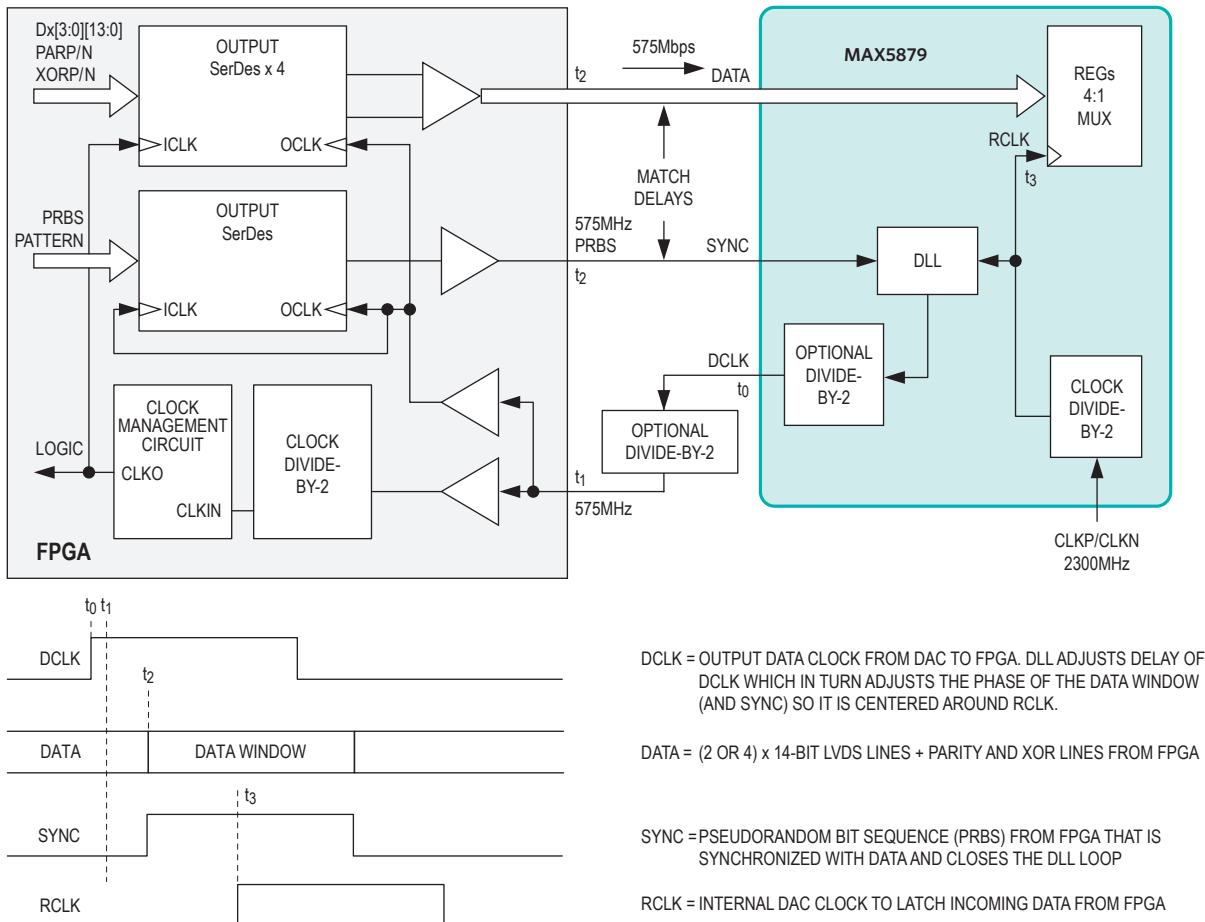 Dx[3:0][13:0]
PARP/N
XORP/N
OUTPUT
SerDes x 4
ICLK
OCLK
t2
575Mbps
DATA
MAX5879
REGs
4:1
MUX
RCLK
t3
MATCH
DELAYS
PRBS
PATTERN
OUTPUT
SerDes
ICLK
OCLK
575MHz
PRBS
t2
SYNC
DLL
OPTIONAL
DIVIDE-
BY-2
DCLK
t0
CLOCK
DIVIDE-
BY-2
OPTIONAL
DIVIDE-BY-2
CLOCK
MANAGEMENT
CIRCUIT
CLKO
CLKIN
LOGIC
CLOCK
DIVIDE-
BY-2
t1
575MHz
FPGA
CLKP/CLKN
2300MHz
t0 t1
DCLK
t2
DATA
DATA WINDOW
t3
SYNC
RCLK
DCLK = OUTPUT DATA CLOCK FROM DAC TO FPGA. DLL ADJUSTS DELAY OF
DCLK WHICH IN TURN ADJUSTS THE PHASE OF THE DATA WINDOW
(AND SYNC) SO IT IS CENTERED AROUND RCLK.
DATA = (2 OR 4) x 14-BIT LVDS LINES + PARITY AND XOR LINES FROM FPGA
SYNC = PSEUDORANDOM BIT SEQUENCE (PRBS) FROM FPGA THAT IS
SYNCHRONIZED WITH DATA AND CLOSES THE DLL LOOP
RCLK = INTERNAL DAC CLOCK TO LATCH INCOMING DATA FROM FPGA